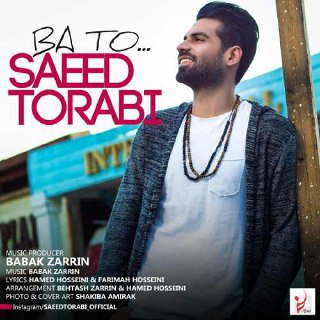 BA TO...
SAEED
TORABI
INTE
MUSIC PRODUCER
BABAK ZARRIN
MUSIC BABAK ZARRIN
LYRICS HAMED HOSSEINI & FARIMAH HOSSEINI
ARRANGEMENT BEHTASH ZARRIN & HAMED HOSSEINI
PHOTO & COVER ART SHAKIBA AMIRAK
Instagram/SAEEDTORABI_OFFICIAL